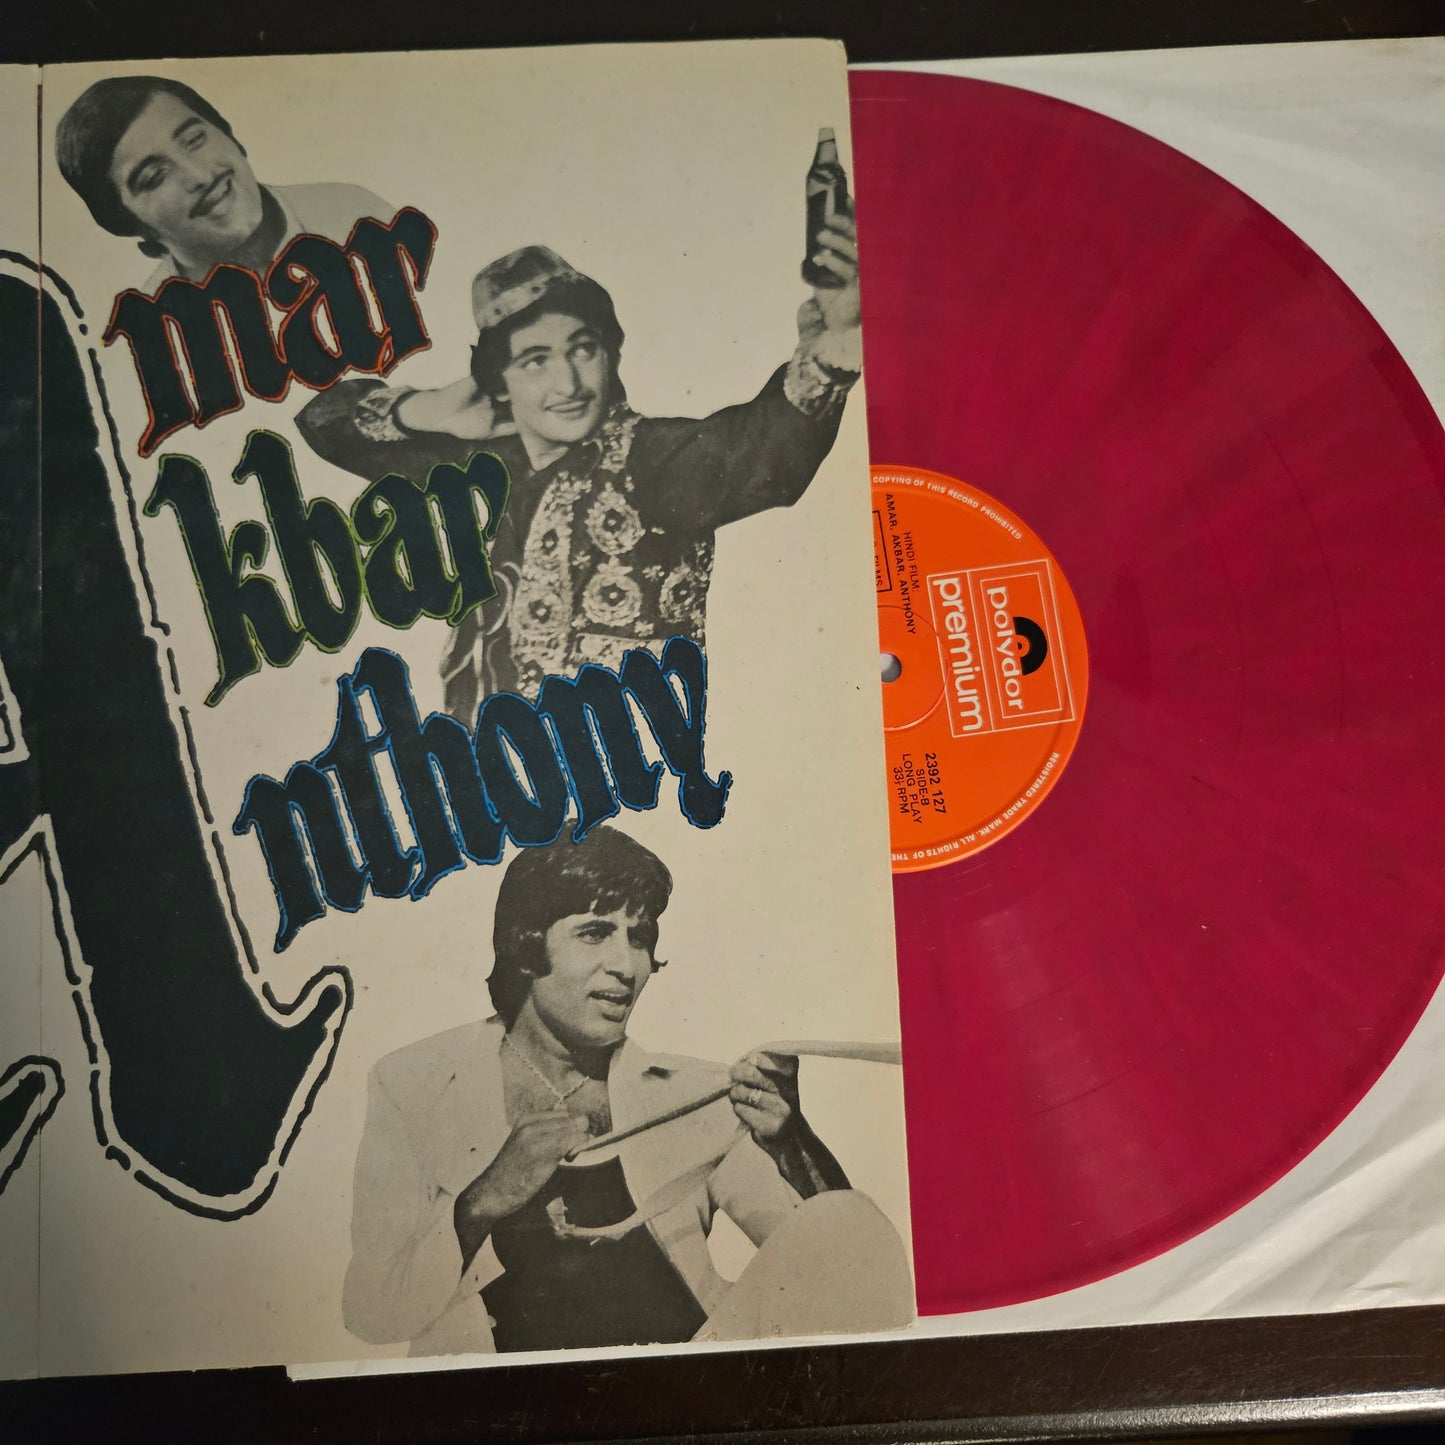 A
mar
kbar
nthony
COPYING OF THIS RECORD PROHIBITED
HINDI FILM:
AMAR, AKBAR, ANTHONY
FILMS
polydor
premium
2392 127
SIDE-B
LONG PLAY
33⅓ RPM
REGISTERED TRADE MARK. ALL RIGHTS OF THE